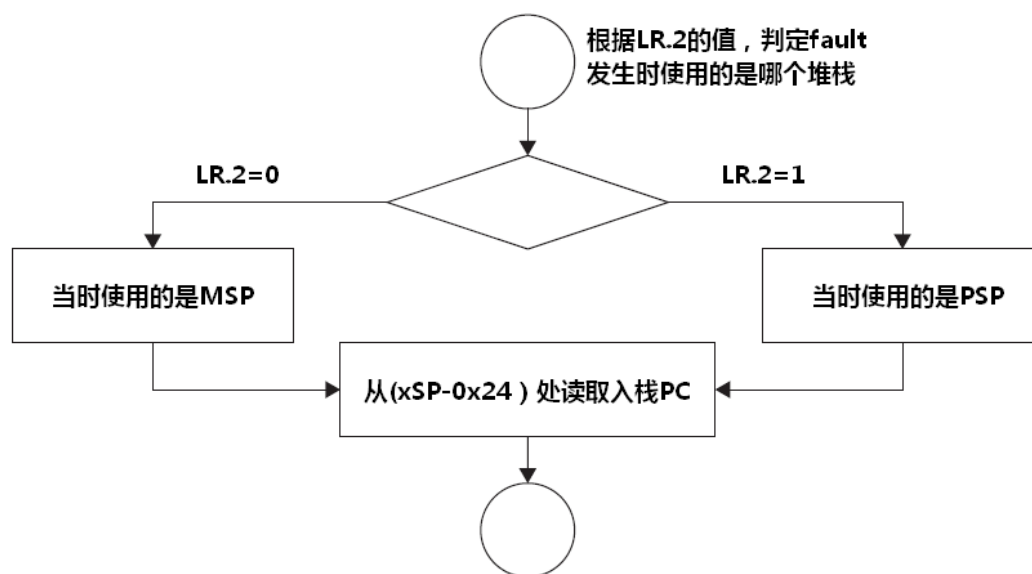 根据LR.2的值，判定fault
发生时使用的是哪个堆栈
LR.2=0
LR.2=1
当时使用的是MSP
当时使用的是PSP
从(xSP-0x24）处读取入栈PC